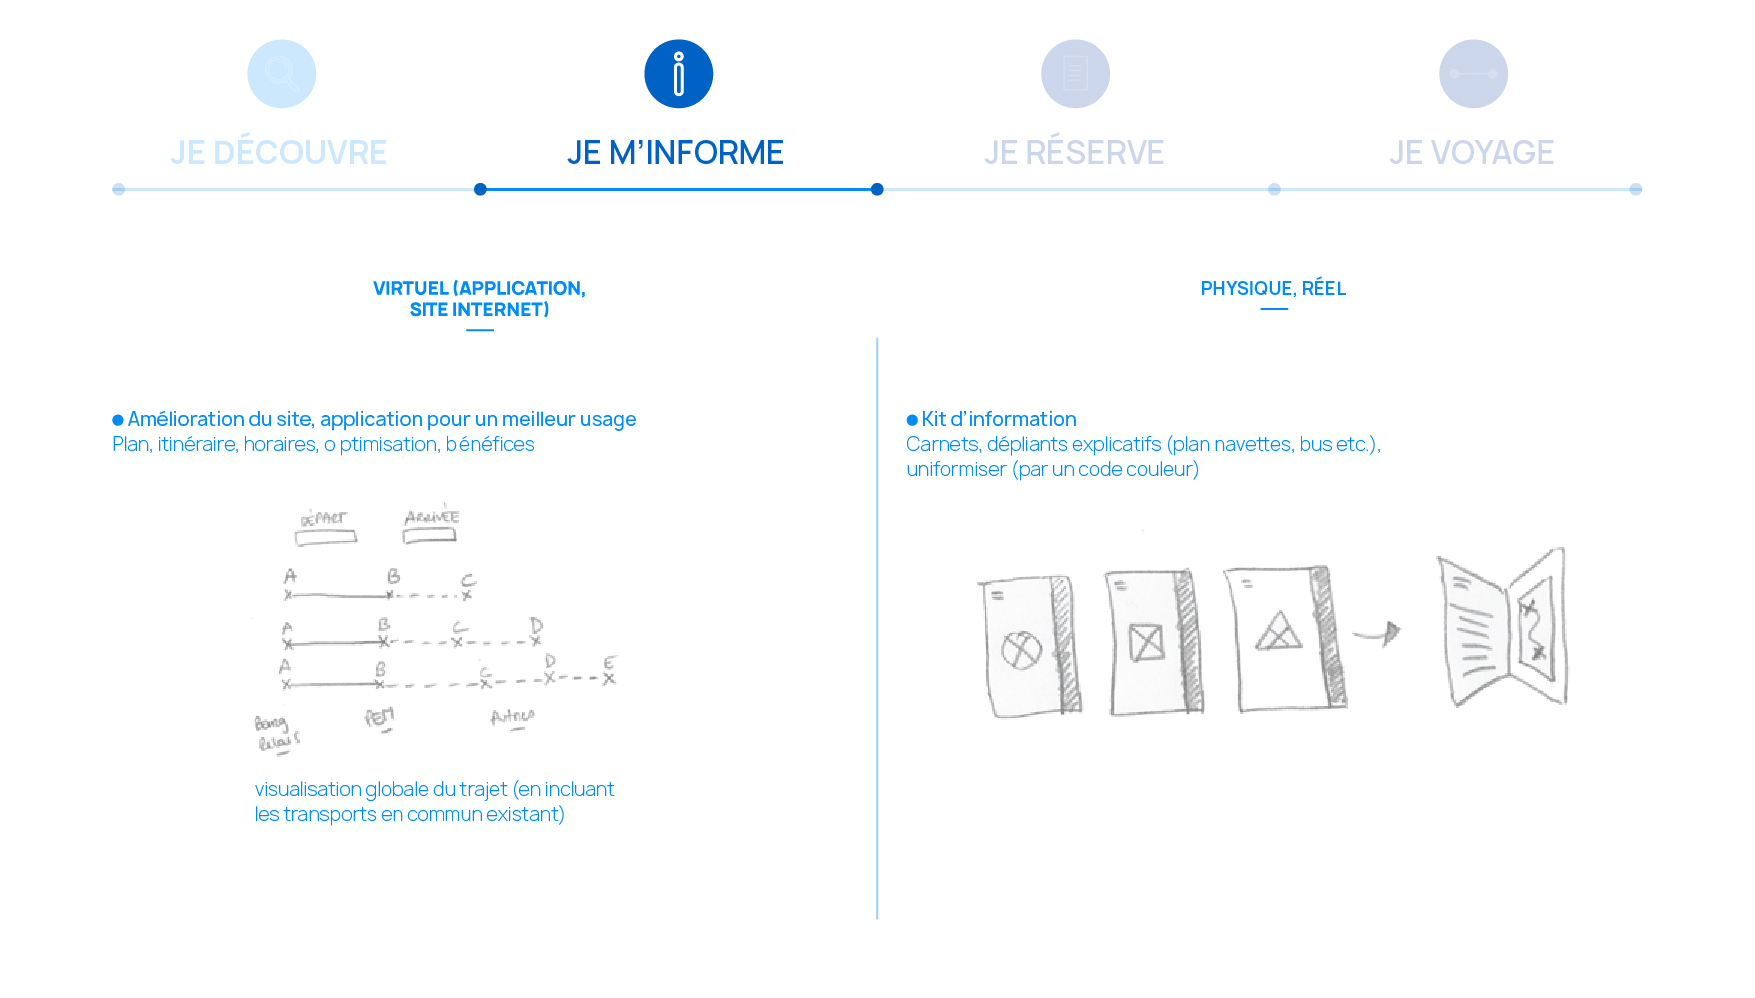 JE DÉCOUVRE
JE M’INFORME
JE RÉSERVE
JE VOYAGE
VIRTUEL (APPLICATION,
SITE INTERNET)
PHYSIQUE, RÉEL
Amélioration du site, application pour un meilleur usage
Plan, itinéraire, horaires, o ptimisation, b énéfices
Kit d’information
Carnets, dépliants explicatifs (plan navettes, bus etc.),
uniformiser (par un code couleur)
DÉPART ARRIVÉE
A B C
A B C D
A B C D E
PEM Autres
Relais
visualisation globale du trajet (en incluant
les transports en commun existant)